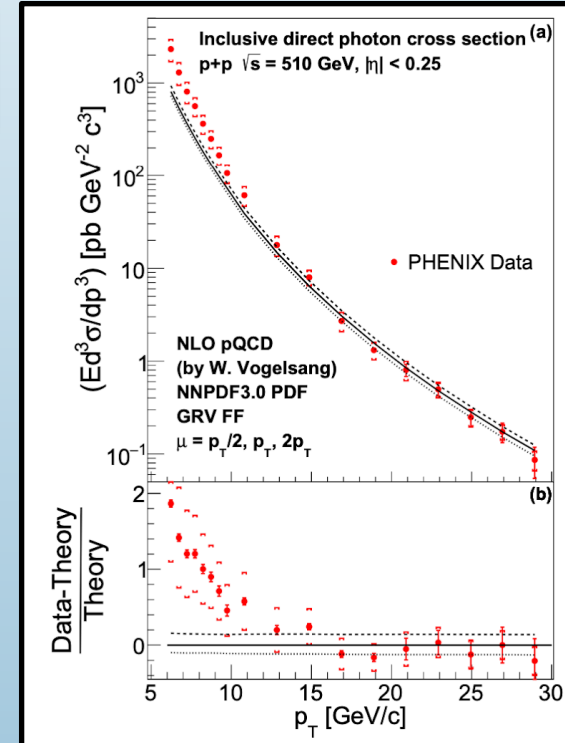 Inclusive direct photon cross section (a)
p+p √s = 510 GeV, |η| < 0.25
10³
10²
10
1
10⁻¹
(Ed³σ/dp³) [pb GeV⁻² c³]
PHENIX Data
NLO pQCD
(by W. Vogelsang)
NNPDF3.0 PDF
GRV FF
μ = p_T/2, p_T, 2p_T
(b)
2
1
0
Data-Theory
Theory
5 10 15 20 25 30
p_T [GeV/c]